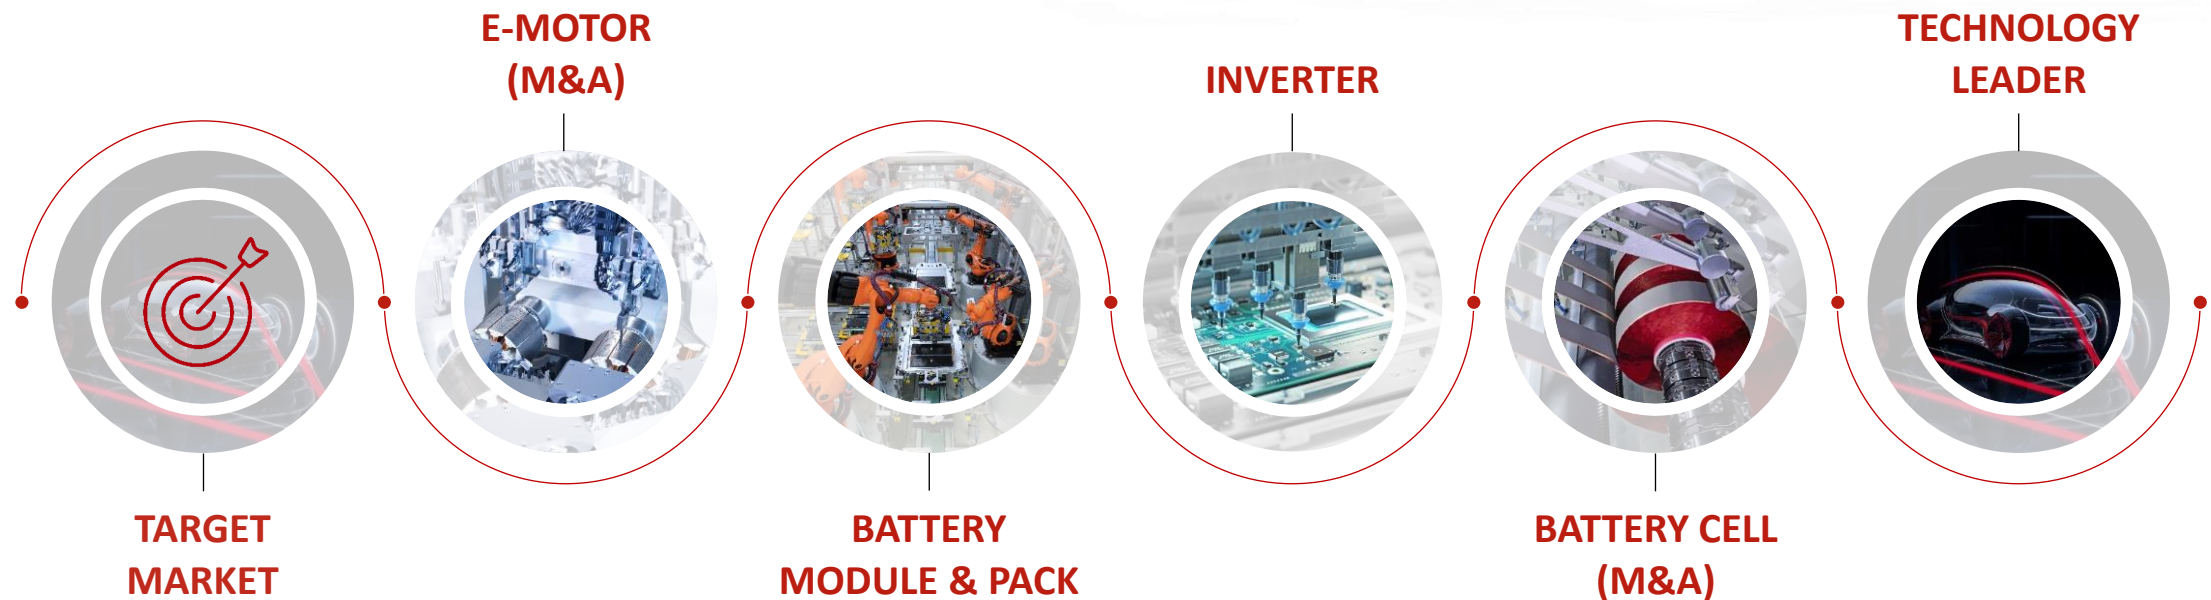 TARGET
MARKET
E-MOTOR
(M&A)
BATTERY
MODULE & PACK
INVERTER
BATTERY CELL
(M&A)
TECHNOLOGY
LEADER